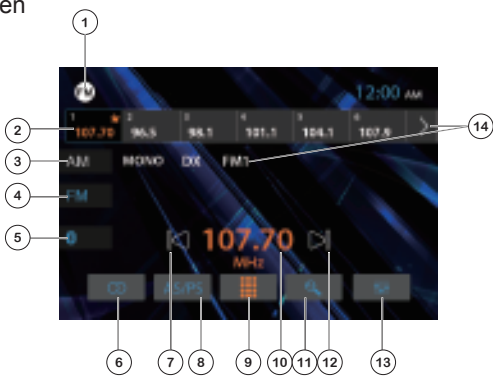 en
1
FM
12:00 AM
1 2 3 4 5 6
107.70 96.5 98.1 101.1 104.1 107.9
2
14
3
AM MONO DX FM1
4
FM
5
107.70
MHz
CD AS/PS
6 7 8 9 10 11 12 13